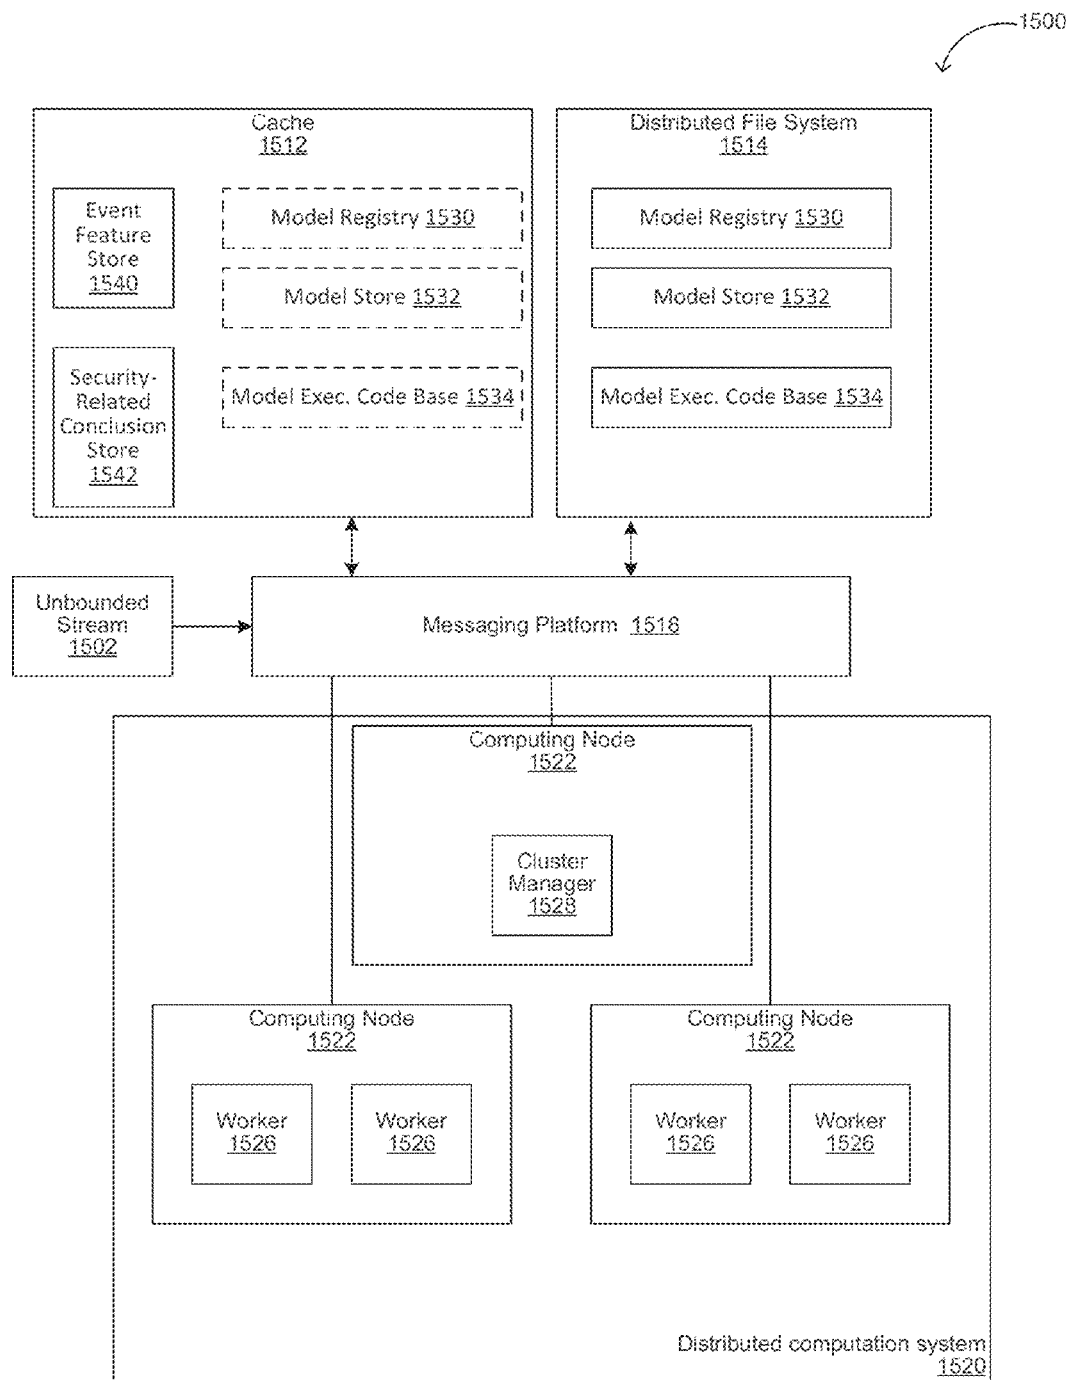 1500
Cache
1512
Event
Feature
Store
1540
Security-
Related
Conclusion
Store
1542
Model Registry 1530
Model Store 1532
Model Exec. Code Base 1534
Distributed File System
1514
Model Registry 1530
Model Store 1532
Model Exec. Code Base 1534
Unbounded
Stream
1502
Messaging Platform 1518
Computing Node
1522
Cluster
Manager
1528
Computing Node
1522
Worker
1526
Worker
1526
Computing Node
1522
Worker
1526
Worker
1526
Distributed computation system
1520